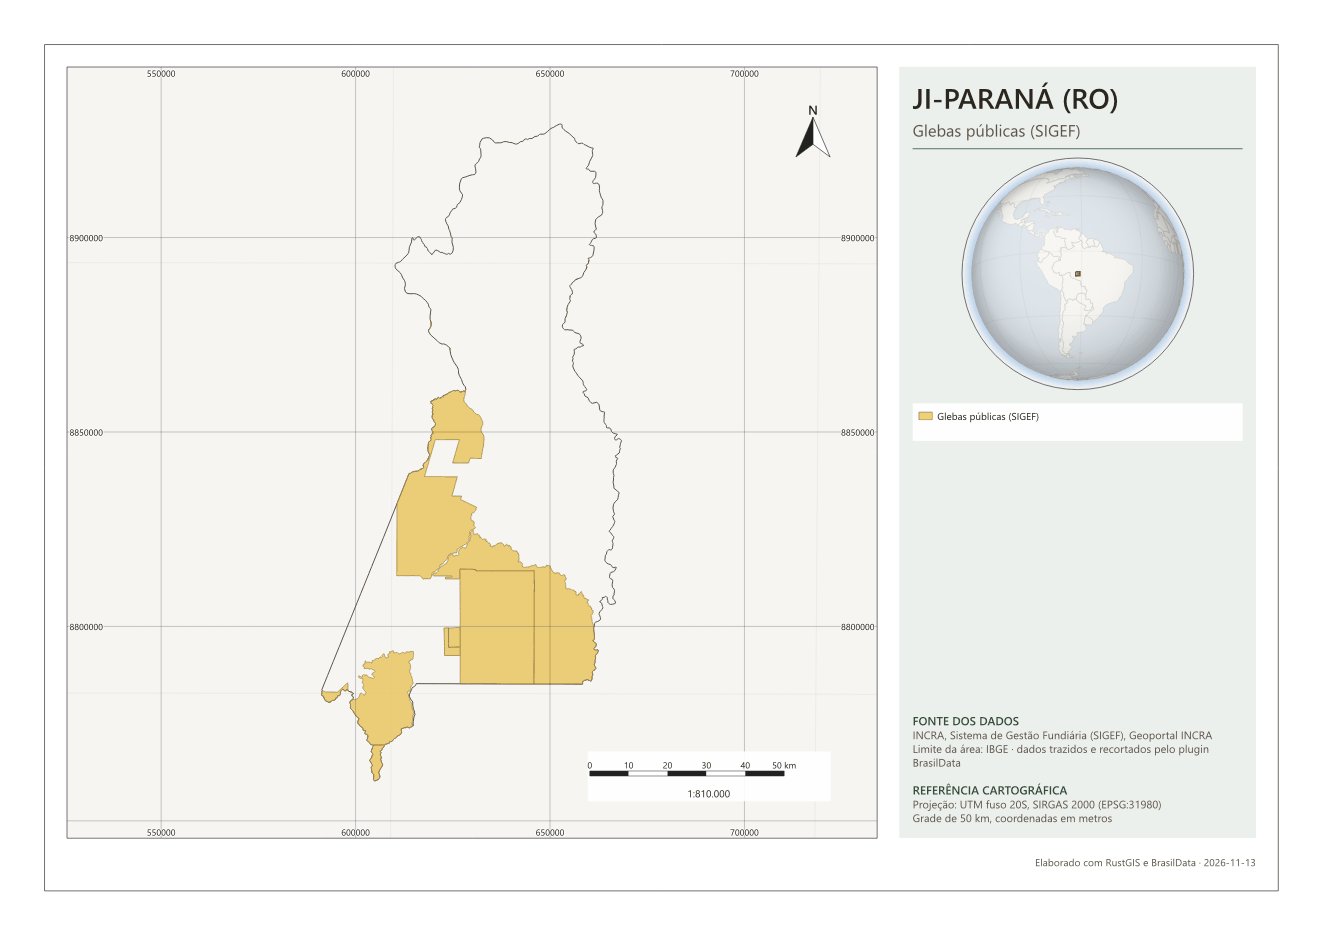 550000 600000 650000 700000
N
8900000 8900000
8850000 8850000
8800000 8800000
0 10 20 30 40 50 km
1:810.000
550000 600000 650000 700000
JI-PARANÁ (RO)
Glebas públicas (SIGEF)
Glebas públicas (SIGEF)
FONTE DOS DADOS
INCRA, Sistema de Gestão Fundiária (SIGEF), Geoportal INCRA
Limite da área: IBGE · dados trazidos e recortados pelo plugin
BrasilData
REFERÊNCIA CARTOGRÁFICA
Projeção: UTM fuso 20S, SIRGAS 2000 (EPSG:31980)
Grade de 50 km, coordenadas em metros
Elaborado com RustGIS e BrasilData · 2026-11-13